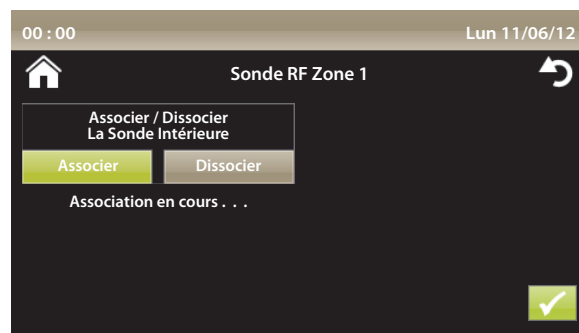 00 : 00 Lun 11/06/12
Sonde RF Zone 1
Associer / Dissocier
La Sonde Intérieure
Associer Dissocier
Association en cours . . .